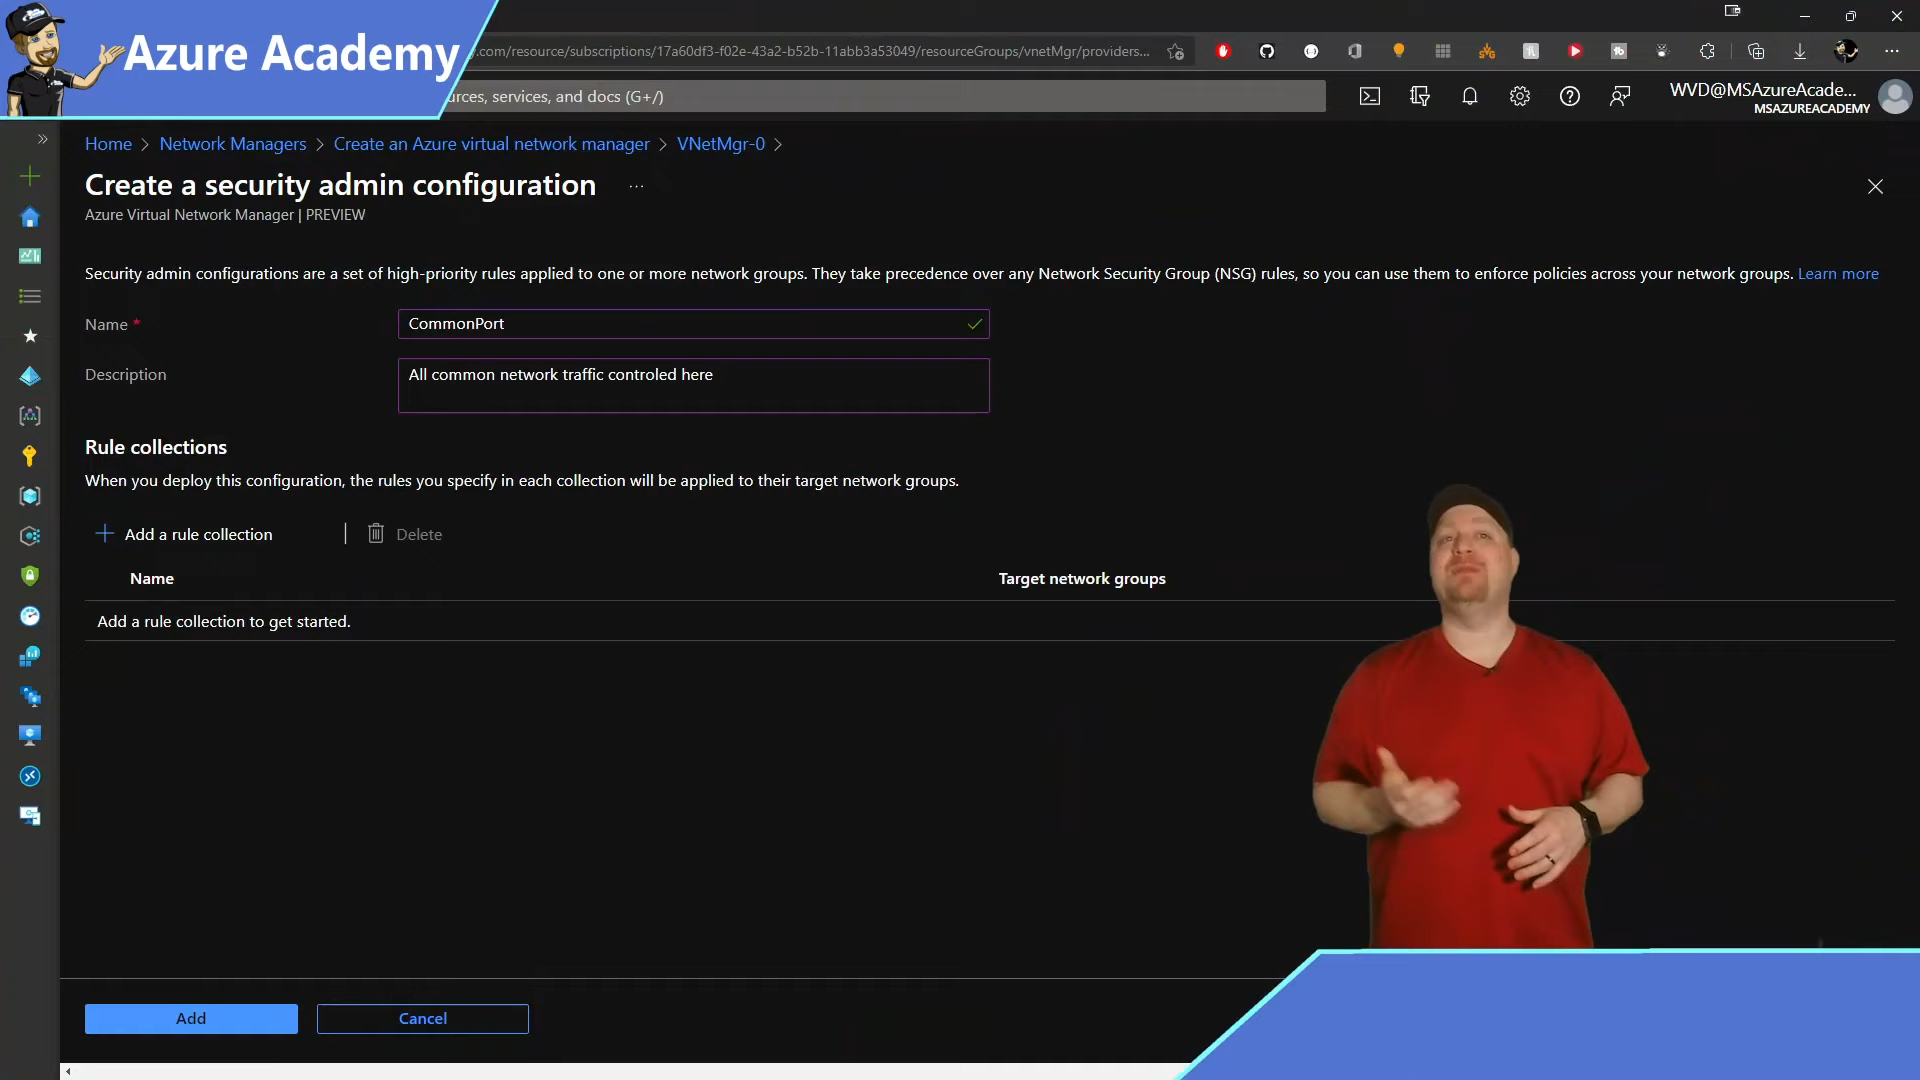 Azure Academy
.com/resource/subscriptions/17a60df3-f02e-43a2-b52b-11abb3a53049/resourceGroups/vnetMgr/providers...
urces, services, and docs (G+/)
WVD@MSAzureAcade...
MSAZUREACADEMY
Home > Network Managers > Create an Azure virtual network manager > VNetMgr-0 >
Create a security admin configuration ...
Azure Virtual Network Manager | PREVIEW
Security admin configurations are a set of high-priority rules applied to one or more network groups. They take precedence over any Network Security Group (NSG) rules, so you can use them to enforce policies across your network groups. Learn more
Name *
CommonPort
Description
All common network traffic controled here
Rule collections
When you deploy this configuration, the rules you specify in each collection will be applied to their target network groups.
Add a rule collection | Delete
Name
Target network groups
Add a rule collection to get started.
Add
Cancel